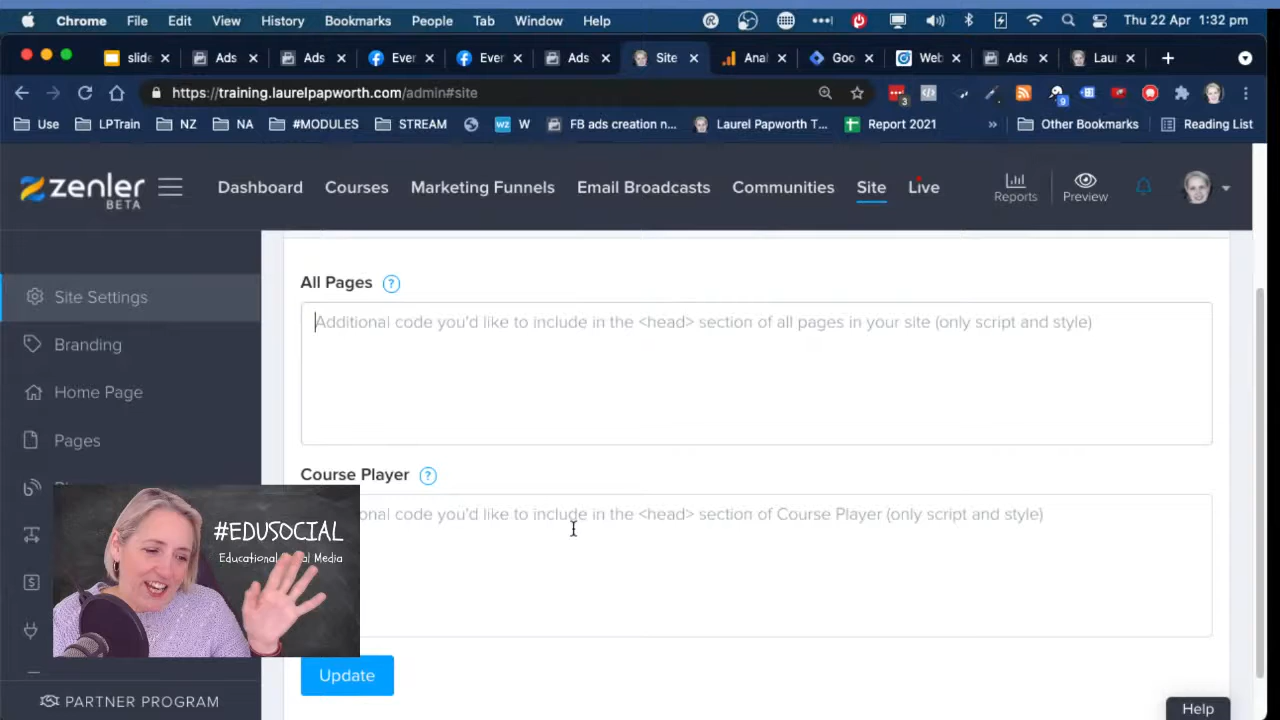 Chrome File Edit View History Bookmarks People Tab Window Help Thu 22 Apr 1:32 pm
slide Ads Ads Ever Ever Ads Site Anal Goo Web Ads Laur
https://training.laurelpapworth.com/admin#site 3 9
Use LPTrain NZ NA #MODULES STREAM wz W FB ads creation n... Laurel Papworth T... Report 2021 » Other Bookmarks Reading List
zenler
BETA
Dashboard Courses Marketing Funnels Email Broadcasts Communities Site Live Reports Preview
Site Settings
Branding
Home Page
Pages
All Pages ?
Additional code you'd like to include in the <head> section of all pages in your site (only script and style)
Course Player ?
onal code you'd like to include in the <head> section of Course Player (only script and style)
#EDUSOCIAL
Educational Media
Update
PARTNER PROGRAM
Help